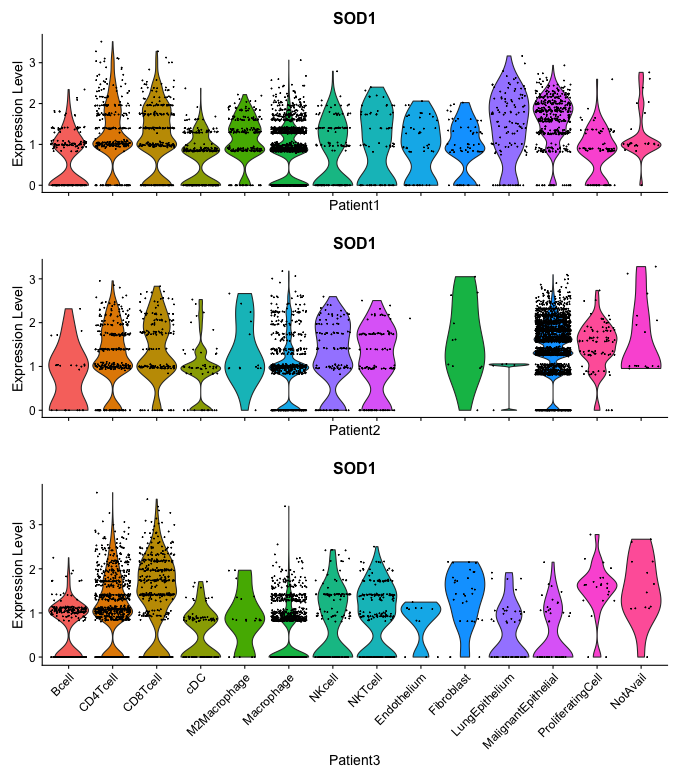 SOD1
Expression Level
3
2
1
0
Patient1
SOD1
Expression Level
3
2
1
0
Patient2
SOD1
Expression Level
3
2
1
0
Bcell
CD4Tcell
CD8Tcell
cDC
M2Macrophage
Macrophage
NKcell
NKTcell
Endothelium
Fibroblast
LungEpithelium
MalignantEpithelial
ProliferatingCell
NotAvail
Patient3